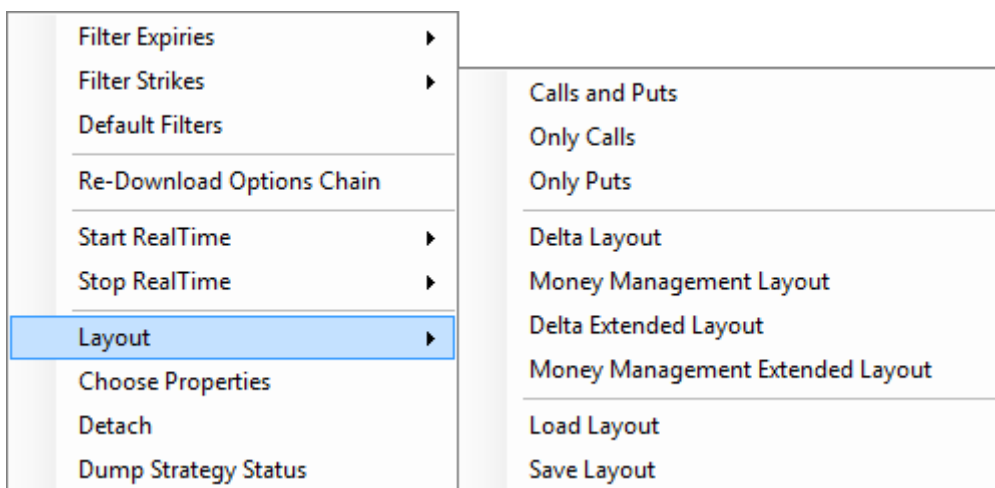 Filter Expiries
Filter Strikes
Default Filters
Re-Download Options Chain
Start RealTime
Stop RealTime
Layout
Choose Properties
Detach
Dump Strategy Status
Calls and Puts
Only Calls
Only Puts
Delta Layout
Money Management Layout
Delta Extended Layout
Money Management Extended Layout
Load Layout
Save Layout